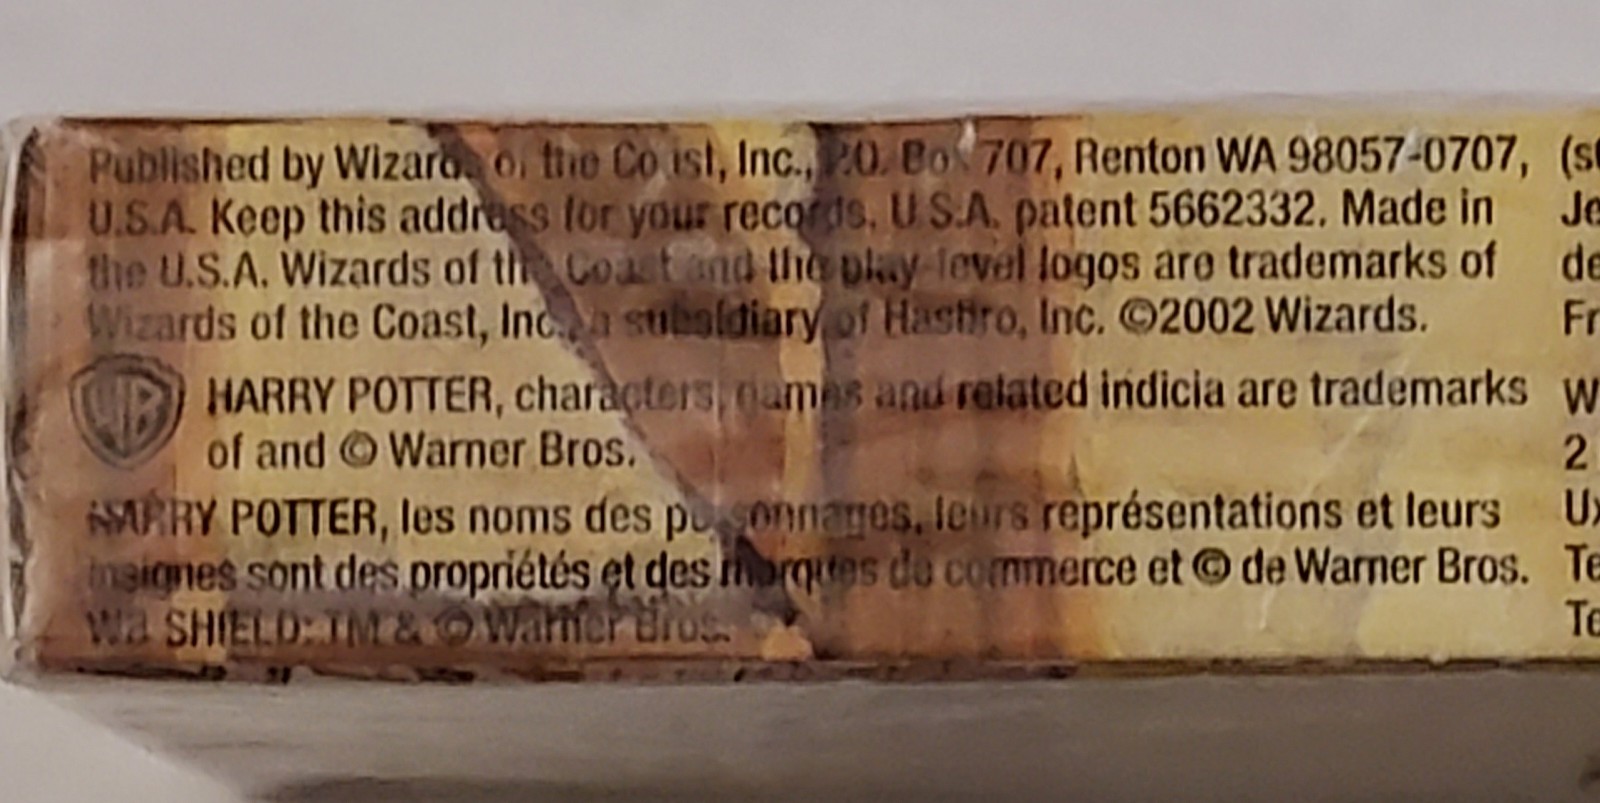 Published by Wizards of the Coast, Inc., P.O. Box 707, Renton WA 98057-0707,
U.S.A. Keep this address for your records. U.S.A. patent 5662332. Made in
the U.S.A. Wizards of the Coast and the play level logos are trademarks of
Wizards of the Coast, Inc., a subsidiary of Hasbro, Inc. ©2002 Wizards.
WB HARRY POTTER, characters, names and related indicia are trademarks
of and © Warner Bros.
HARRY POTTER, les noms des personnages, leurs représentations et leurs
insignes sont des propriétés et des marques de commerce et © de Warner Bros.
WB SHIELD: TM & © Warner Bros.